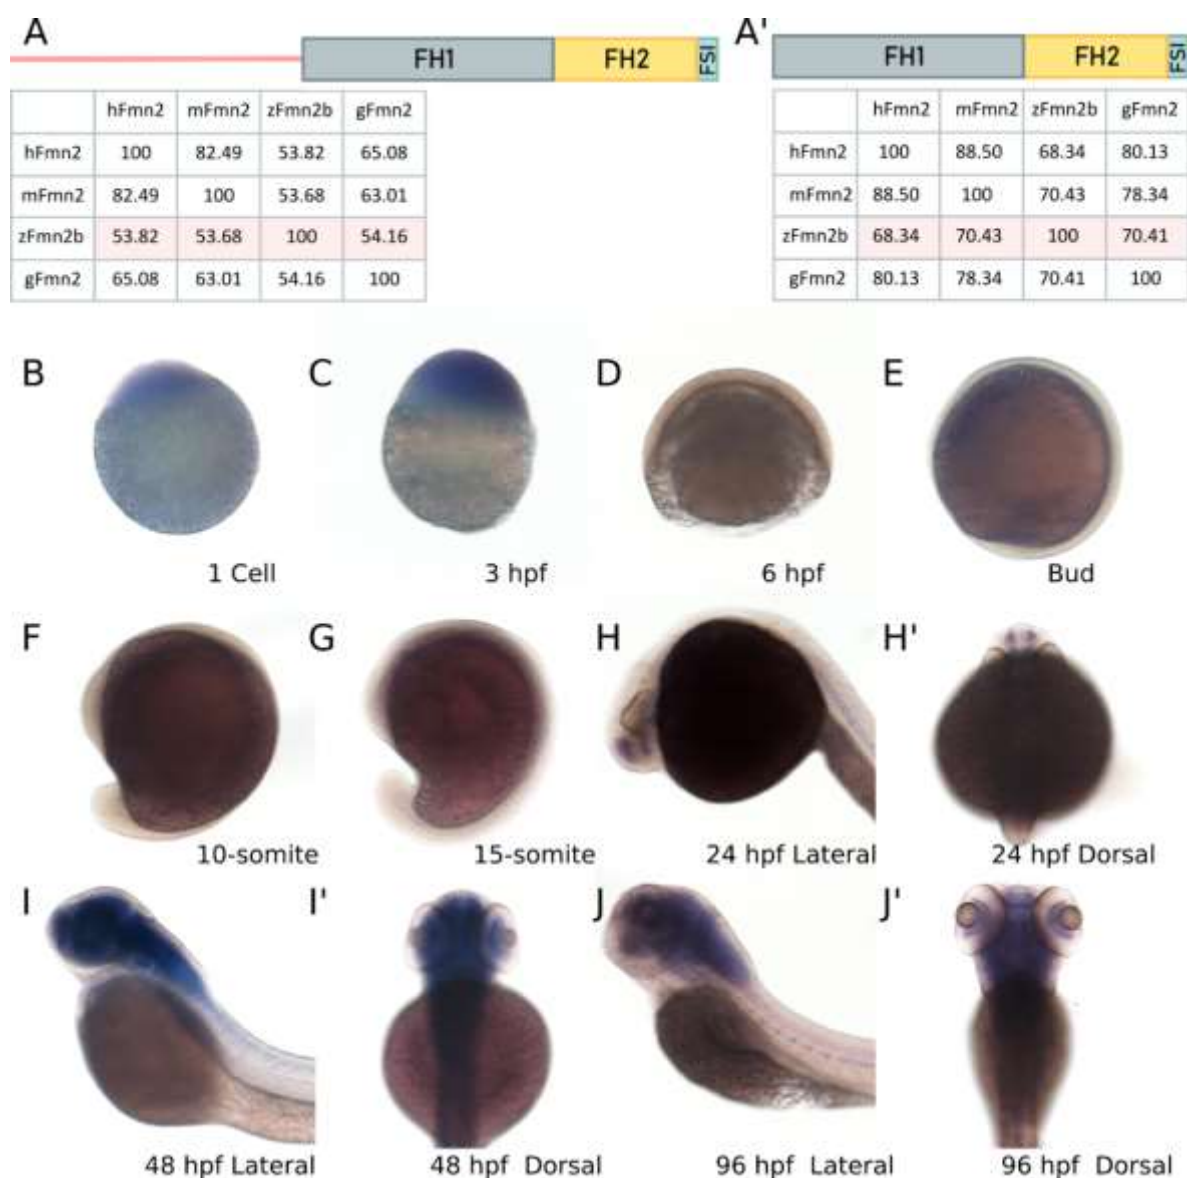 A
FH1 FH2 FSI
hFmn2 mFmn2 zFmn2b gFmn2
hFmn2 100 82.49 53.82 65.08
mFmn2 82.49 100 53.68 63.01
zFmn2b 53.82 53.68 100 54.16
gFmn2 65.08 63.01 54.16 100
A'
FH1 FH2 FSI
hFmn2 mFmn2 zFmn2b gFmn2
hFmn2 100 88.50 68.34 80.13
mFmn2 88.50 100 70.43 78.34
zFmn2b 68.34 70.43 100 70.41
gFmn2 80.13 78.34 70.41 100
B C D E
1 Cell 3 hpf 6 hpf Bud
F G H H'
10-somite 15-somite 24 hpf Lateral 24 hpf Dorsal
I I' J J'
48 hpf Lateral 48 hpf Dorsal 96 hpf Lateral 96 hpf Dorsal